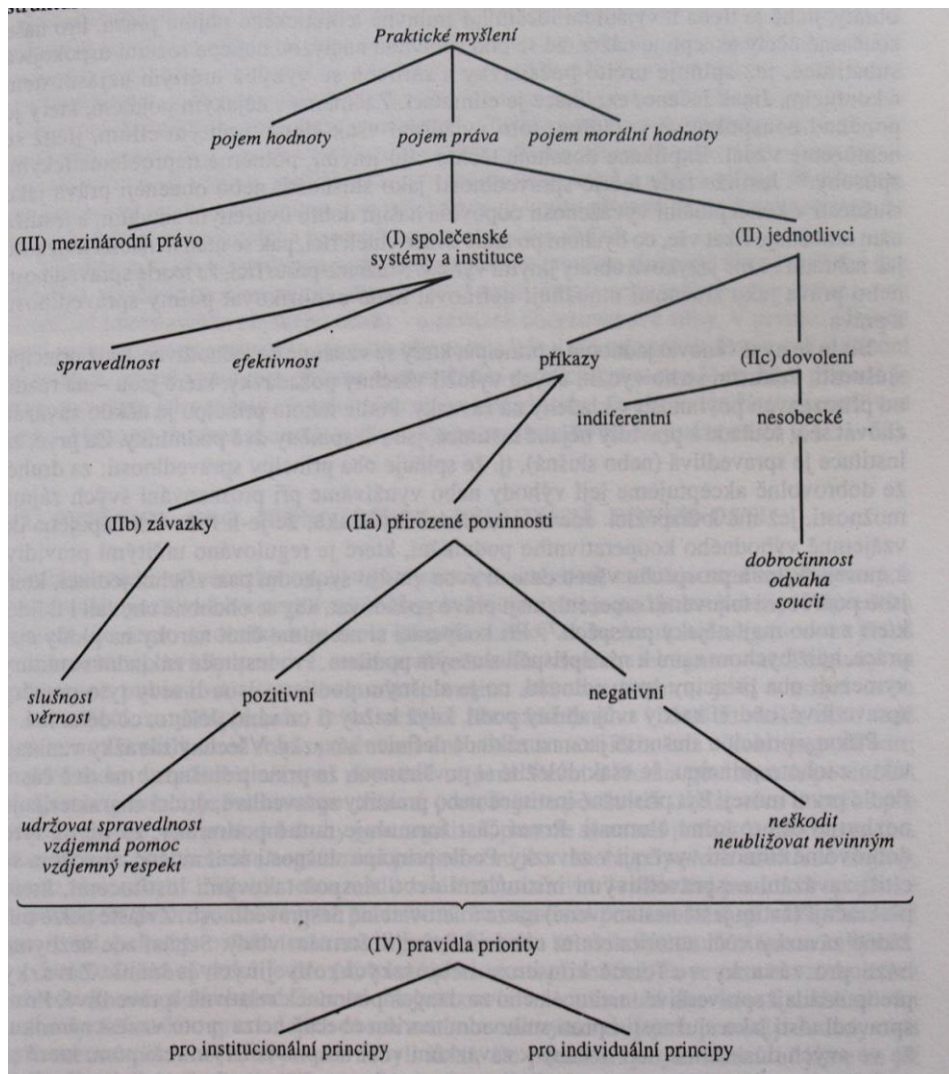 Praktické myšlení
pojem hodnoty pojem práva pojem morální hodnoty
(III) mezinárodní právo (I) společenské (II) jednotlivci
systémy a instituce
spravedlnost efektivnost příkazy (IIc) dovolení
indiferentní nesobecké
(IIb) závazky (IIa) přirozené povinnosti
dobročinnost
odvaha
soucit
slušnosti pozitivní negativní
věrnost
udržovat spravedlnost neškodit
vzájemná pomoc neubližovat nevinným
vzájemný respekt
(IV) pravidla priority
pro institucionální principy pro individuální principy